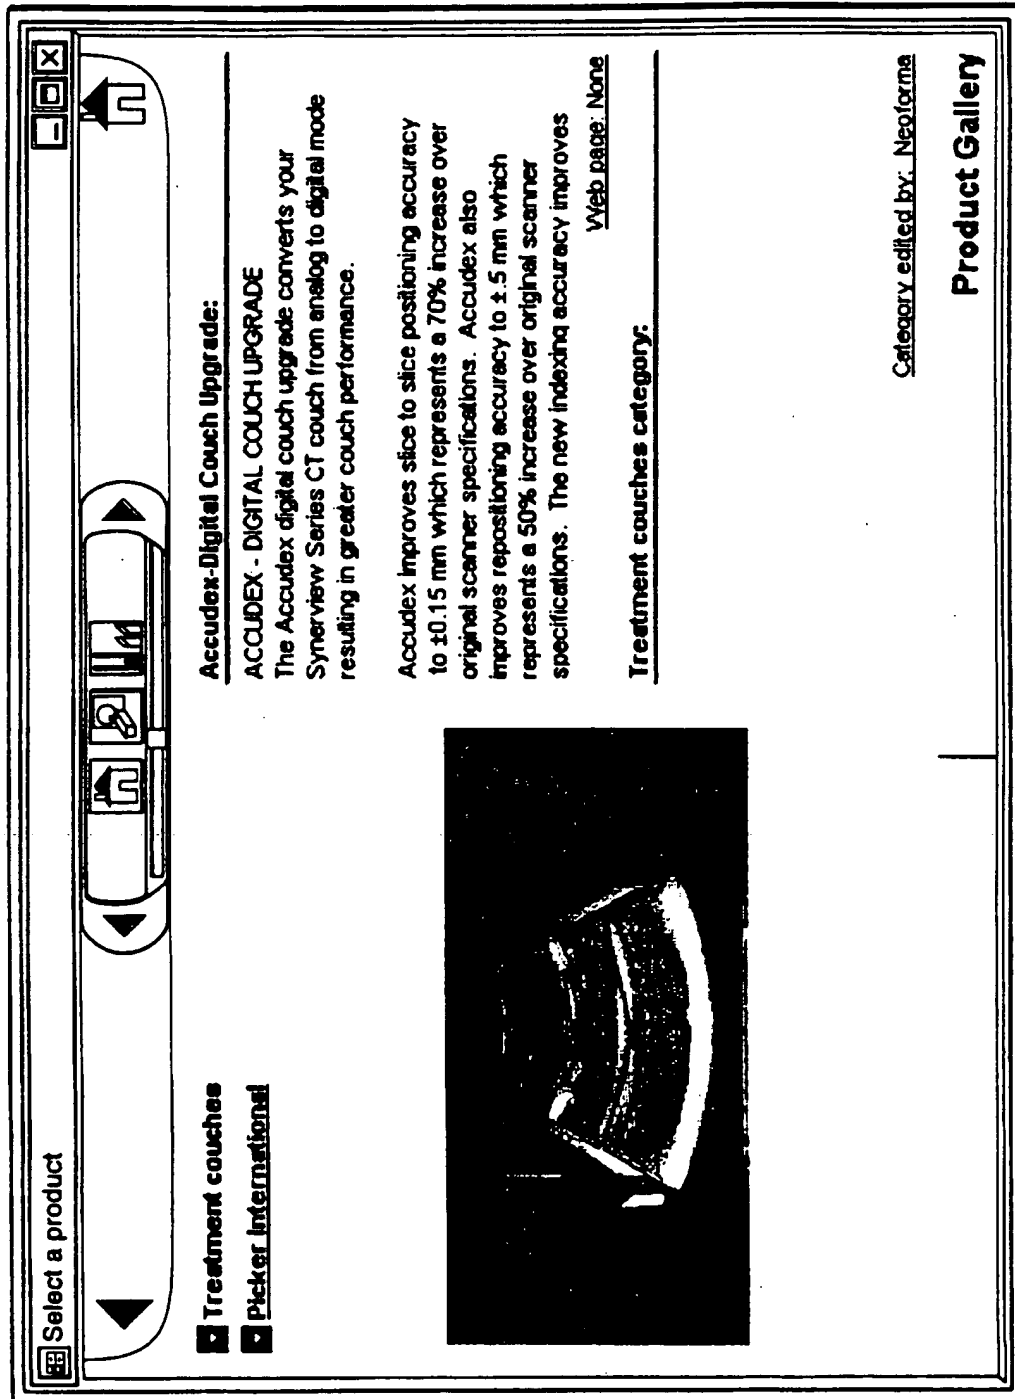 Select a product
Treatment couches
Picker International
Accudex-Digital Couch Upgrade:
ACCUDEX - DIGITAL COUCH UPGRADE
The Accudex digital couch upgrade converts your
Synerview Series CT couch from analog to digital mode
resulting in greater couch performance.
Accudex improves slice to slice positioning accuracy
to ±0.15 mm which represents a 70% increase over
original scanner specifications. Accudex also
improves repositioning accuracy to ±.5 mm which
represents a 50% increase over original scanner
specifications. The new indexing accuracy improves
Web page: None
Treatment couches category:
Category edited by: Neoforma
Product Gallery